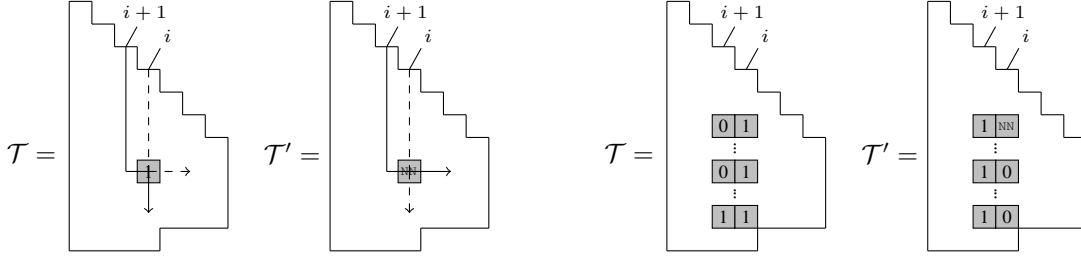 i + 1 i
𝒯 = 1
i + 1 i
𝒯′ = NN
i + 1 i
𝒯 = 0 1
⋮
0 1
⋮
1 1
i + 1 i
𝒯′ = 1 NN
⋮
1 0
⋮
1 0